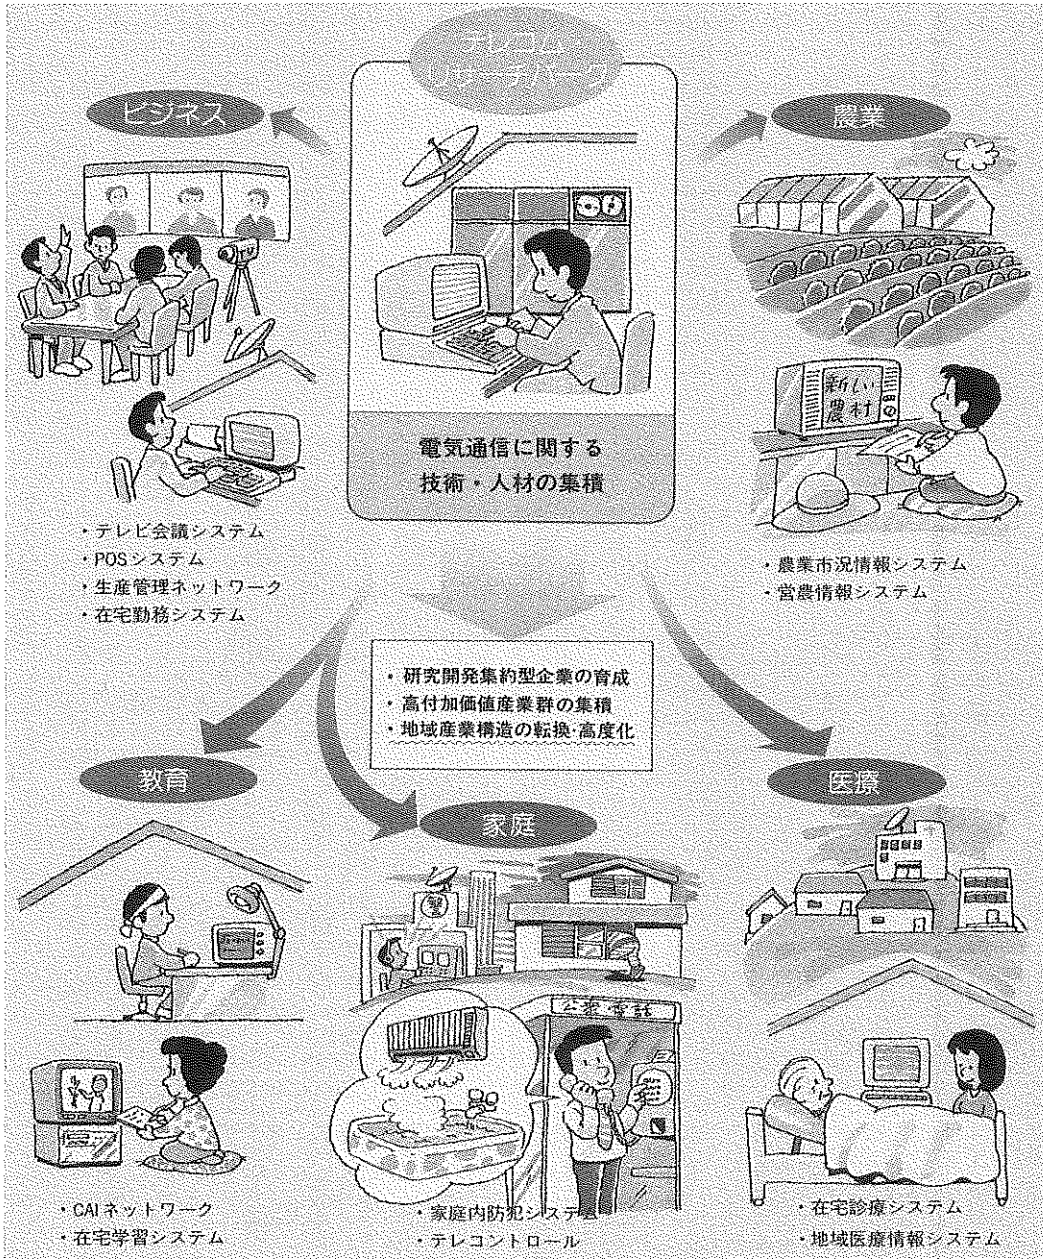 テレコム・
リサーチパーク
ビジネス
農業
新しい
農村
電気通信に関する
技術・人材の集積
・テレビ会議システム
・POSシステム
・生産管理ネットワーク
・在宅勤務システム
・農業市況情報システム
・営農情報システム
・研究開発集約型企業の育成
・高付加価値産業群の集積
・地域産業構造の転換・高度化
教育
家庭
医療
警
公衆電話
・CAIネットワーク
・在宅学習システム
・家庭内防犯システム
・テレコントロール
・在宅診療システム
・地域医療情報システム